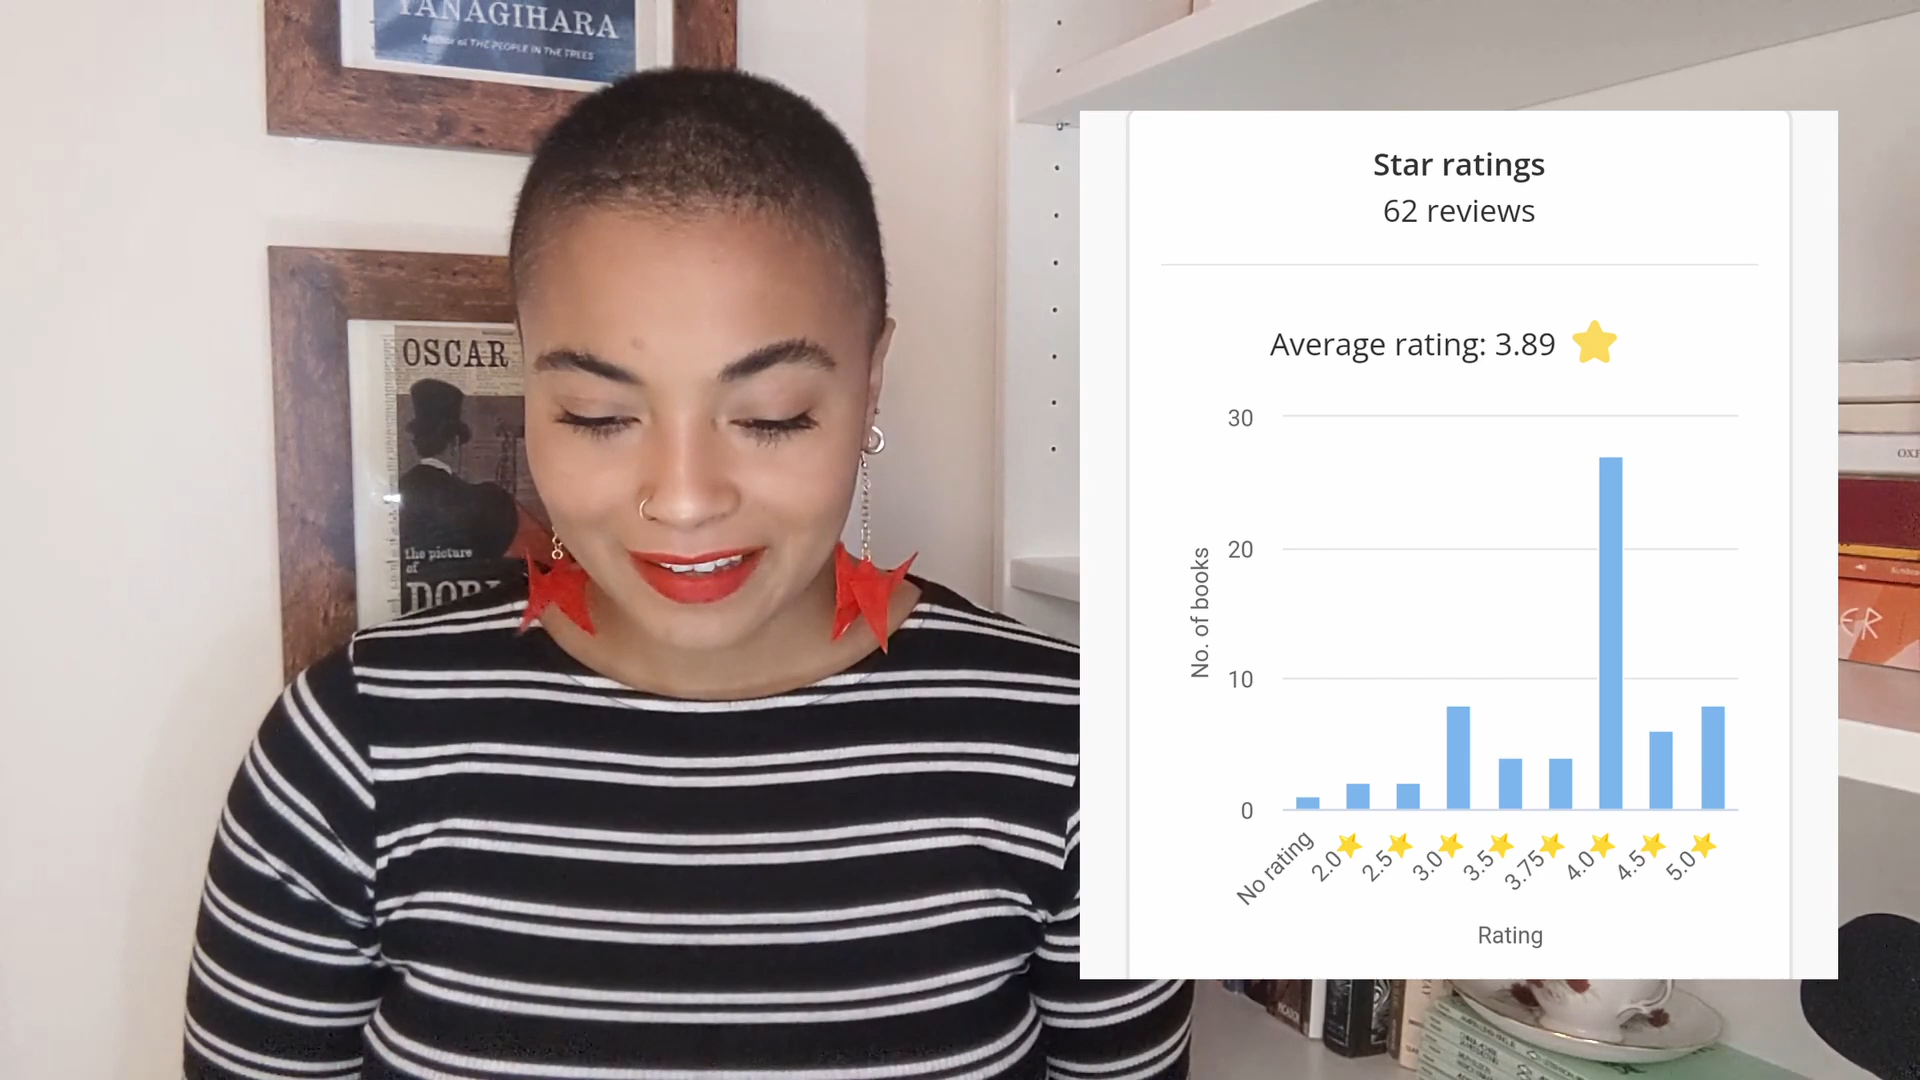 YANAGIHARA
Author of THE PEOPLE IN THE TREES
OSCAR
the picture
of
Star ratings
62 reviews
Average rating: 3.89
30
20
10
0
No. of books
No rating
2.0
2.5
3.0
3.5
3.75
4.0
4.5
5.0
Rating